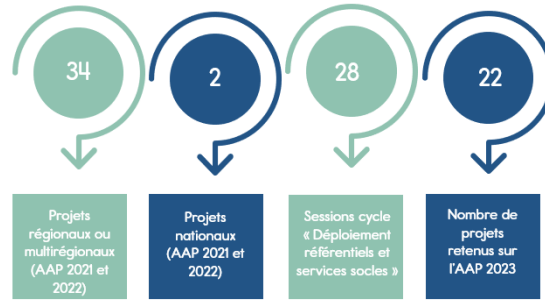 34
2
28
22
Projets
régionaux ou
multirégionaux
(AAP 2021 et
2022)
Projets
nationaux
(AAP 2021 et
2022)
Sessions cycle
« Déploiement
référentiels et
services socles »
Nombre de
projets
retenus sur
l'AAP 2023